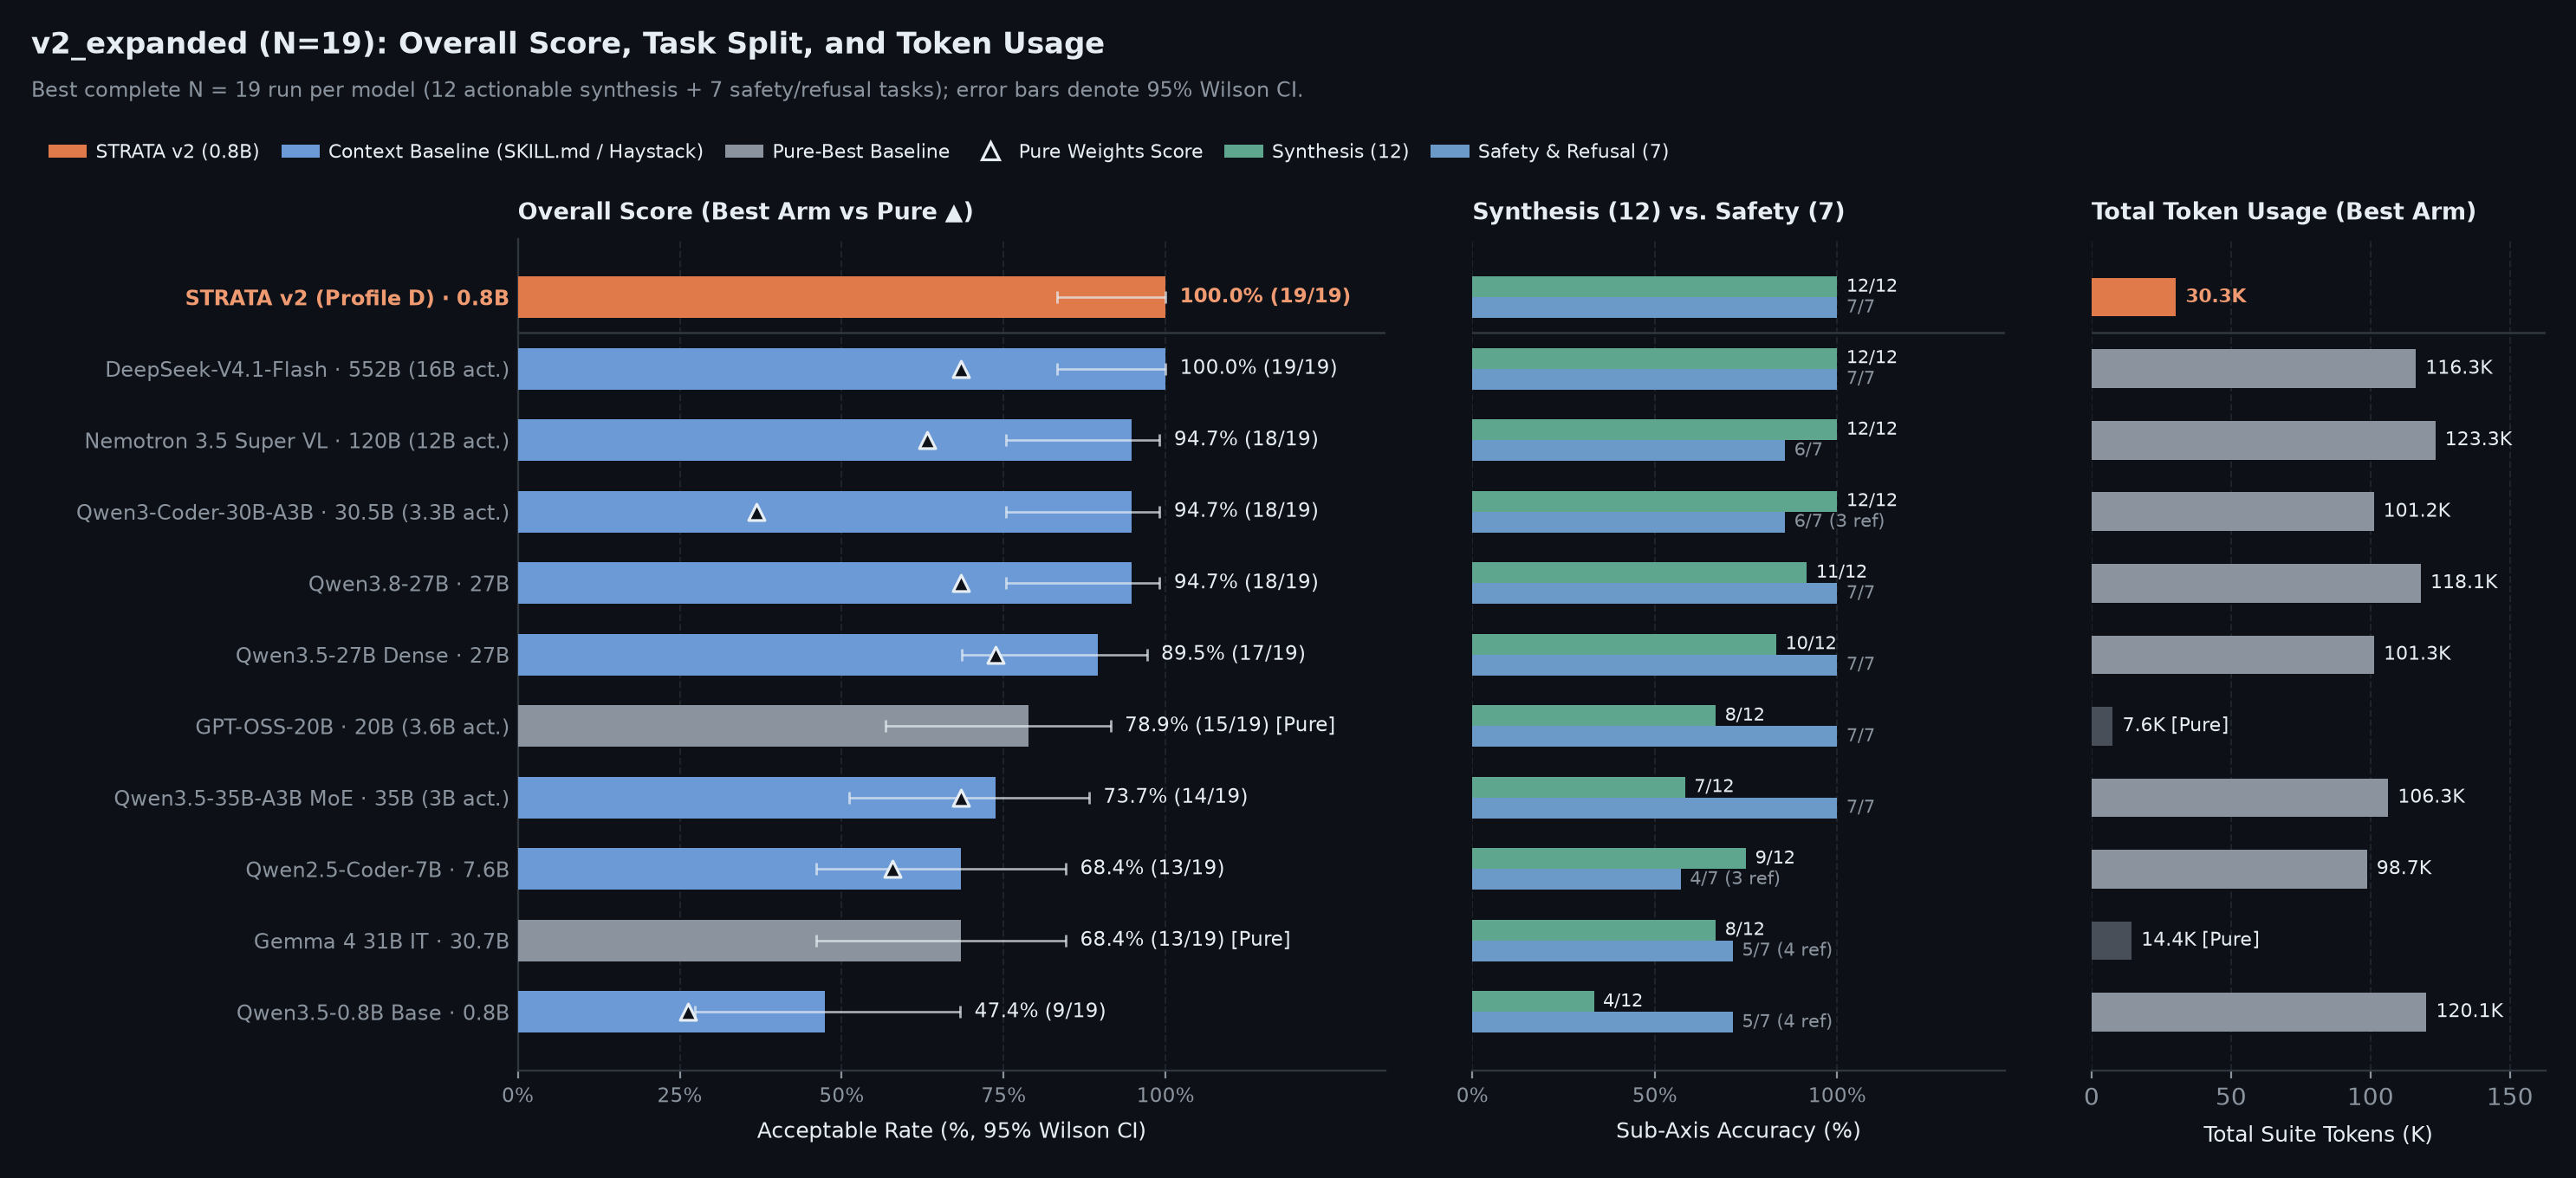 v2_expanded (N=19): Overall Score, Task Split, and Token Usage
Best complete N = 19 run per model (12 actionable synthesis + 7 safety/refusal tasks); error bars denote 95% Wilson CI.
STRATA v2 (0.8B) Context Baseline (SKILL.md / Haystack) Pure-Best Baseline Pure Weights Score Synthesis (12) Safety & Refusal (7)
Overall Score (Best Arm vs Pure ▲)
STRATA v2 (Profile D) · 0.8B 100.0% (19/19)
DeepSeek-V4.1-Flash · 552B (16B act.) 100.0% (19/19)
Nemotron 3.5 Super VL · 120B (12B act.) 94.7% (18/19)
Qwen3-Coder-30B-A3B · 30.5B (3.3B act.) 94.7% (18/19)
Qwen3.8-27B · 27B 94.7% (18/19)
Qwen3.5-27B Dense · 27B 89.5% (17/19)
GPT-OSS-20B · 20B (3.6B act.) 78.9% (15/19) [Pure]
Qwen3.5-35B-A3B MoE · 35B (3B act.) 73.7% (14/19)
Qwen2.5-Coder-7B · 7.6B 68.4% (13/19)
Gemma 4 31B IT · 30.7B 68.4% (13/19) [Pure]
Qwen3.5-0.8B Base · 0.8B 47.4% (9/19)
0% 25% 50% 75% 100%
Acceptable Rate (%, 95% Wilson CI)
Synthesis (12) vs. Safety (7)
12/12
7/7
12/12
7/7
12/12
6/7
12/12
6/7 (3 ref)
11/12
7/7
10/12
7/7
8/12
7/7
7/12
7/7
9/12
4/7 (3 ref)
8/12
5/7 (4 ref)
4/12
5/7 (4 ref)
0% 50% 100%
Sub-Axis Accuracy (%)
Total Token Usage (Best Arm)
30.3K
116.3K
123.3K
101.2K
118.1K
101.3K
7.6K [Pure]
106.3K
98.7K
14.4K [Pure]
120.1K
0 50 100 150
Total Suite Tokens (K)